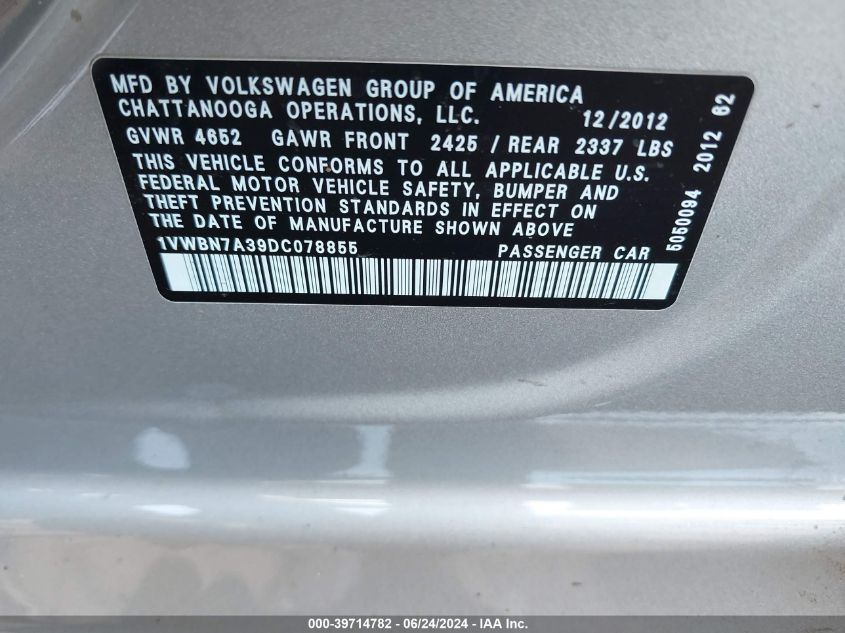 MFD BY VOLKSWAGEN GROUP OF AMERICA
CHATTANOOGA OPERATIONS, LLC. 12/2012
GVWR 4652 GAWR FRONT 2425 / REAR 2337 LBS
THIS VEHICLE CONFORMS TO ALL APPLICABLE U.S.
FEDERAL MOTOR VEHICLE SAFETY, BUMPER AND
THEFT PREVENTION STANDARDS IN EFFECT ON
THE DATE OF MANUFACTURE SHOWN ABOVE
1VWBN7A39DC078855 PASSENGER CAR
5050094 2012 62
000-39714782 - 06/24/2024 - IAA Inc.